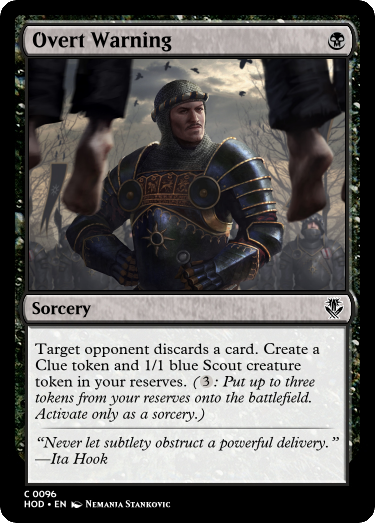 Overt Warning
Sorcery
Target opponent discards a card. Create a
Clue token and 1/1 blue Scout creature
token in your reserves. (3: Put up to three
tokens from your reserves onto the battlefield.
Activate only as a sorcery.)
“Never let subtlety obstruct a powerful delivery.”
—Ita Hook
C 0096
HOD • EN Nemanja Stankovic